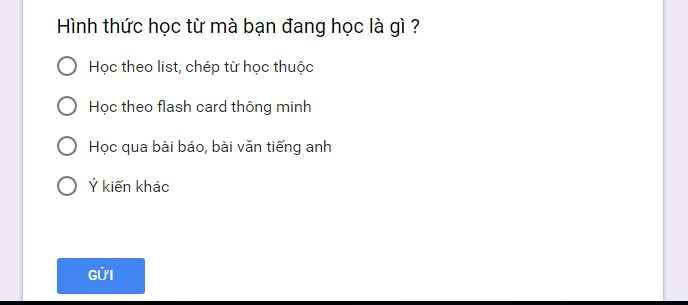 Hình thức học từ mà bạn đang học là gì ?
Học theo list, chép từ học thuộc
Học theo flash card thông minh
Học qua bài báo, bài văn tiếng anh
Ý kiến khác
GỬI